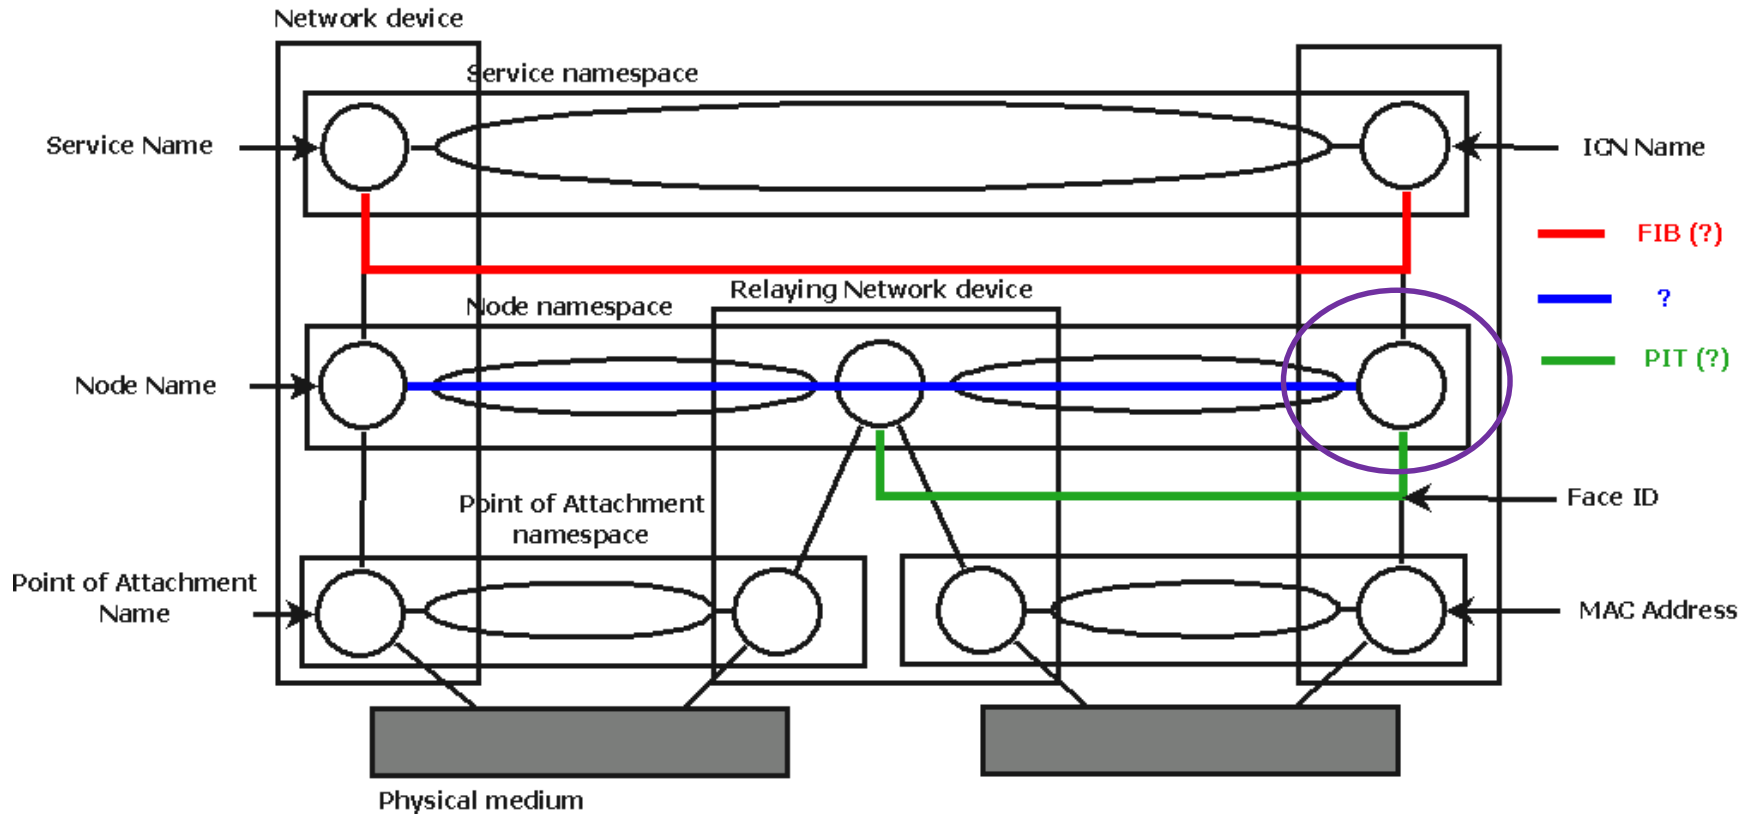 Network device
Service namespace
Service Name
ICN Name
FIB (?)
Relaying Network device
Node namespace
?
PIT (?)
Node Name
Point of Attachment
namespace
Face ID
Point of Attachment
Name
MAC Address
Physical medium